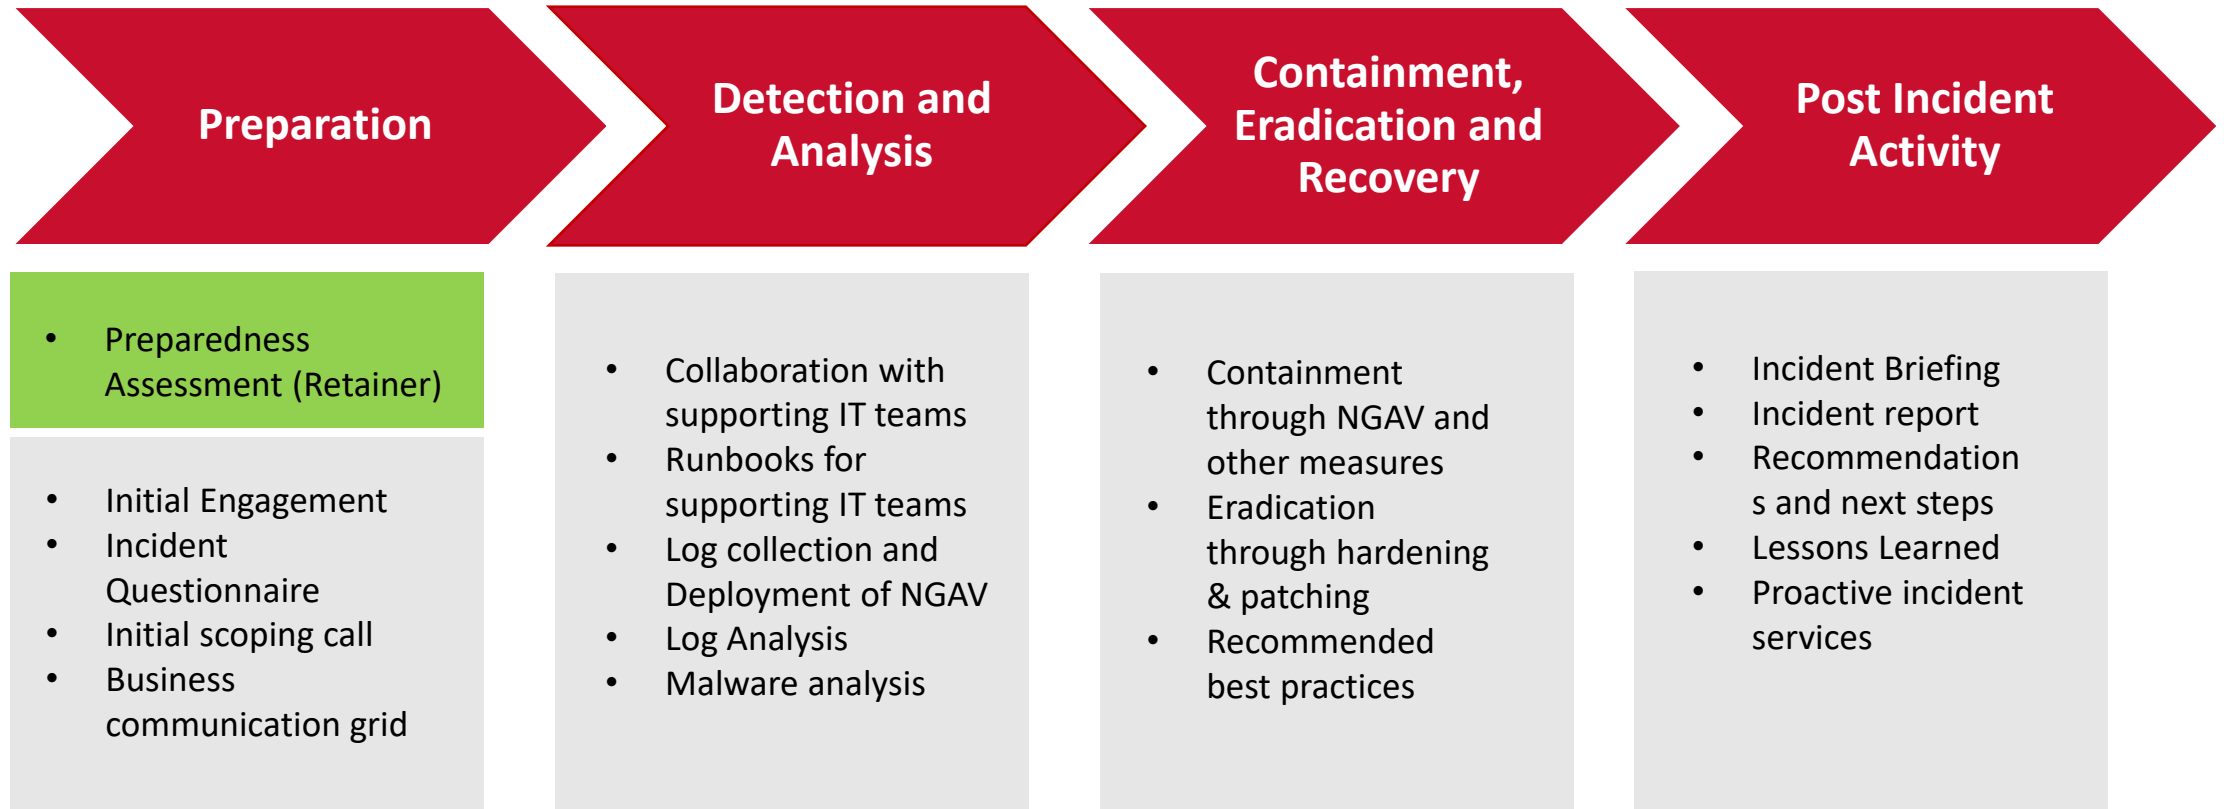 Preparation
Detection and
Analysis
Containment,
Eradication and
Recovery
Post Incident
Activity
• Preparedness
Assessment (Retainer)
• Initial Engagement
• Incident
Questionnaire
• Initial scoping call
• Business
communication grid
• Collaboration with
supporting IT teams
• Runbooks for
supporting IT teams
• Log collection and
Deployment of NGAV
• Log Analysis
• Malware analysis
• Containment
through NGAV and
other measures
• Eradication
through hardening
& patching
• Recommended
best practices
• Incident Briefing
• Incident report
• Recommendation
s and next steps
• Lessons Learned
• Proactive incident
services